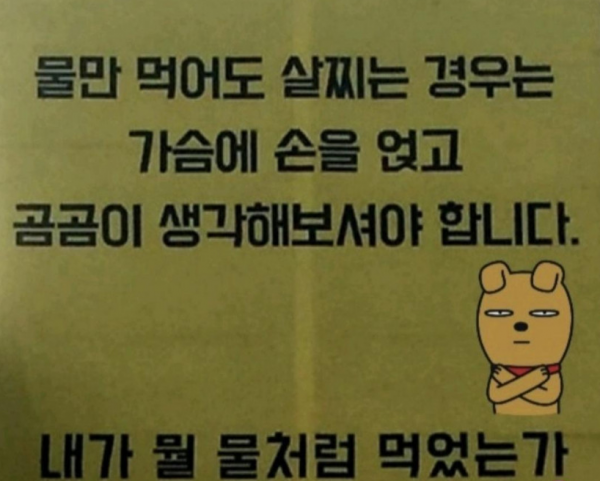 물만 먹어도 살찌는 경우는
가슴에 손을 얹고
곰곰이 생각해보셔야 합니다.
내가 뭘 물처럼 먹었는가